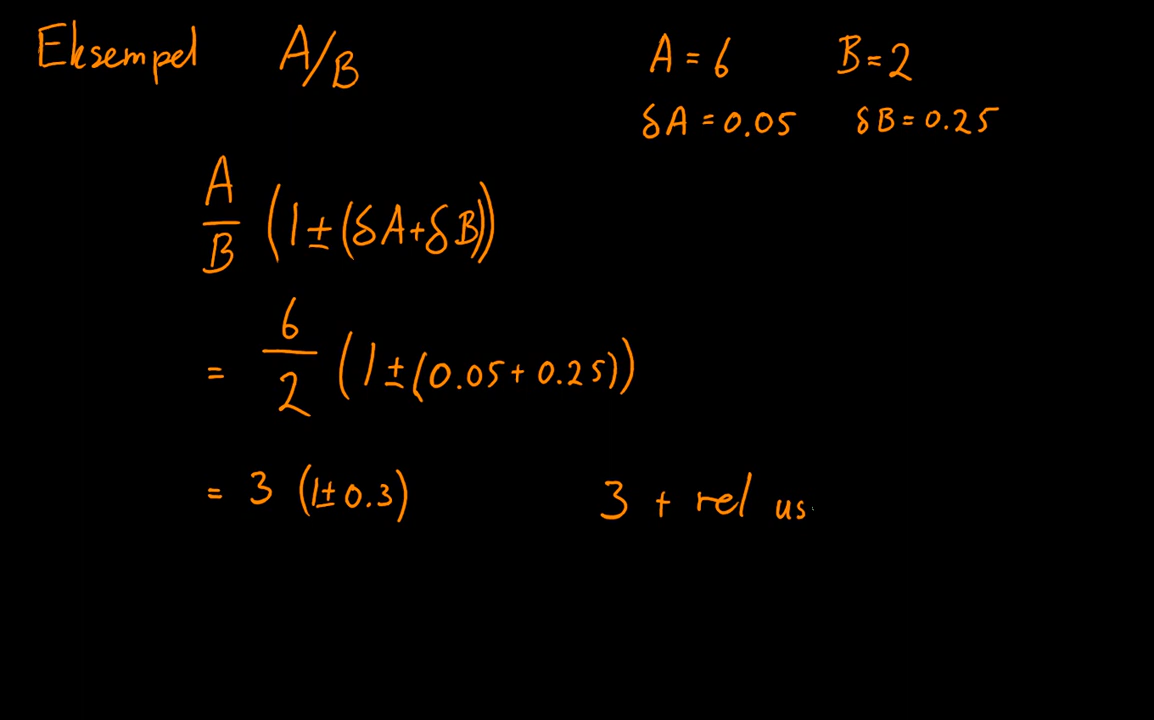 Eksempel A/B A = 6 B = 2
δA = 0.05 δB = 0.25
A/B (1 ± (δA + δB))
= 6/2 (1 ± (0.05 + 0.25))
= 3 (1 ± 0.3) 3 + rel us